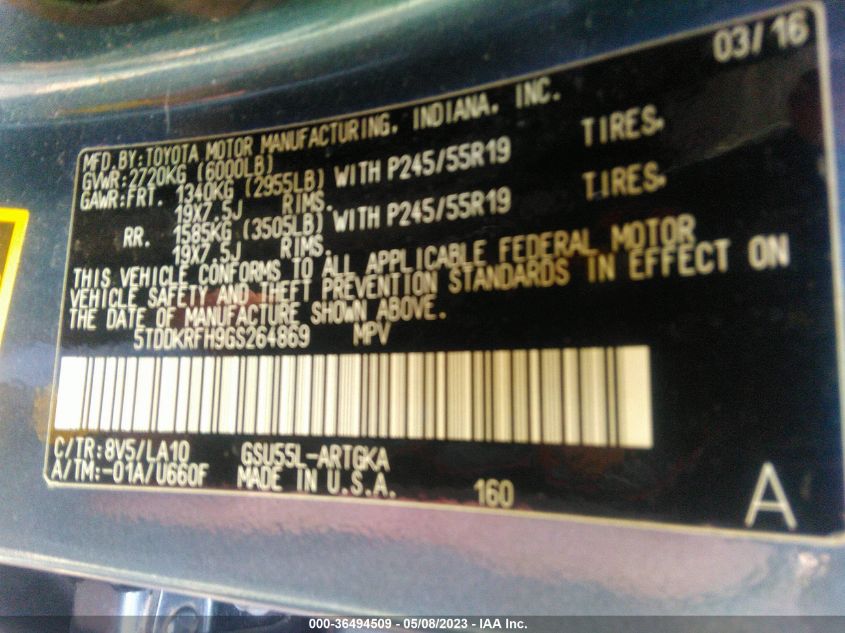 03/16
MFD.BY:TOYOTA MOTOR MANUFACTURING, INDIANA, INC.
GVWR:2720KG (6000LB)
GAWR:FRT. 1340KG (2955LB) WITH P245/55R19 TIRES.
19X7.5J RIMS.
RR. 1585KG (3505LB) WITH P245/55R19 TIRES.
19X7.5J RIMS.
THIS VEHICLE CONFORMS TO ALL APPLICABLE FEDERAL MOTOR
VEHICLE SAFETY AND THEFT PREVENTION STANDARDS IN EFFECT ON
THE DATE OF MANUFACTURE SHOWN ABOVE.
5TDDKRFH9GS264869 MPV
C/TR:8V5/LA10 GSU55L-ARTGKA
A/TM:-01A/U660F MADE IN U.S.A.
160
A
000-36494509 - 05/08/2023 - IAA Inc.